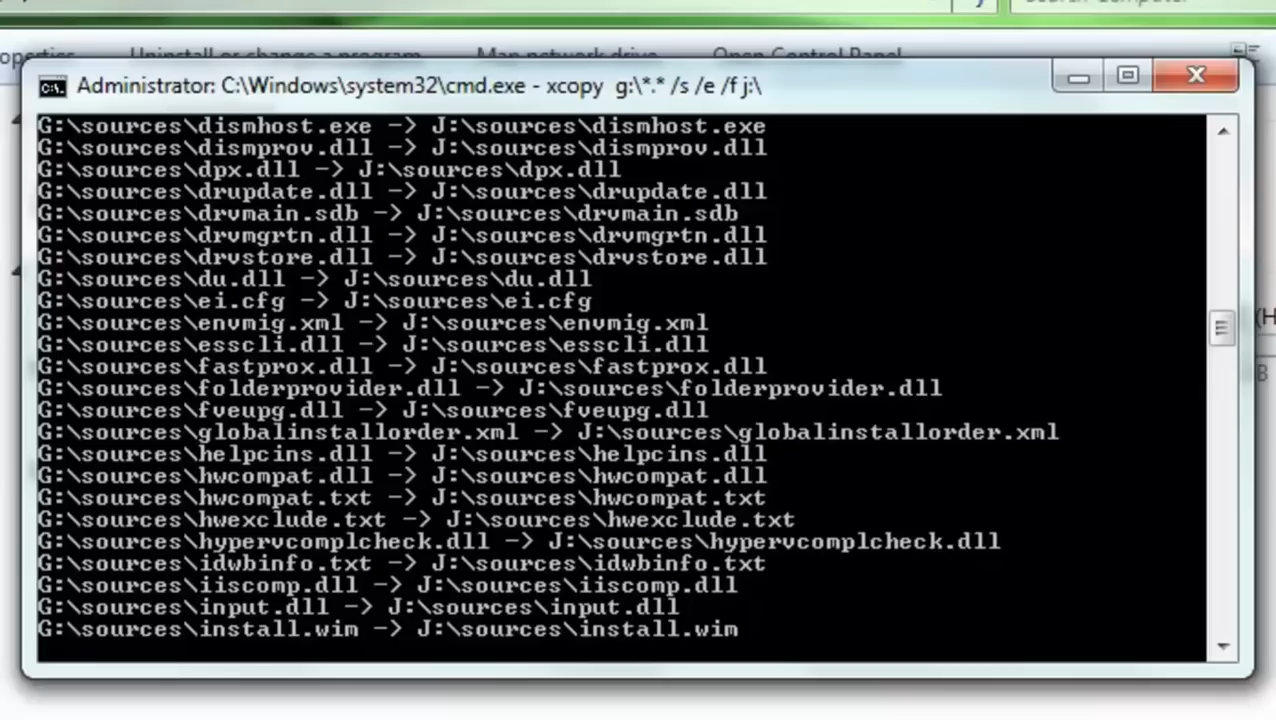 Uninstall or change a program
Map network drive
Open Control Panel
Administrator: C:\Windows\system32\cmd.exe - xcopy  g:\*.* /s /e /f j:\
G:\sources\dismhost.exe -> J:\sources\dismhost.exe
G:\sources\dismprov.dll -> J:\sources\dismprov.dll
G:\sources\dpx.dll -> J:\sources\dpx.dll
G:\sources\drupdate.dll -> J:\sources\drupdate.dll
G:\sources\drvmain.sdb -> J:\sources\drvmain.sdb
G:\sources\drvmgrtn.dll -> J:\sources\drvmgrtn.dll
G:\sources\drvstore.dll -> J:\sources\drvstore.dll
G:\sources\du.dll -> J:\sources\du.dll
G:\sources\ei.cfg -> J:\sources\ei.cfg
G:\sources\envmig.xml -> J:\sources\envmig.xml
G:\sources\esscli.dll -> J:\sources\esscli.dll
G:\sources\fastprox.dll -> J:\sources\fastprox.dll
G:\sources\folderprovider.dll -> J:\sources\folderprovider.dll
G:\sources\fveupg.dll -> J:\sources\fveupg.dll
G:\sources\globalinstallorder.xml -> J:\sources\globalinstallorder.xml
G:\sources\helpcins.dll -> J:\sources\helpcins.dll
G:\sources\hwcompat.dll -> J:\sources\hwcompat.dll
G:\sources\hwcompat.txt -> J:\sources\hwcompat.txt
G:\sources\hwexclude.txt -> J:\sources\hwexclude.txt
G:\sources\hypervcomplcheck.dll -> J:\sources\hypervcomplcheck.dll
G:\sources\idwbinfo.txt -> J:\sources\idwbinfo.txt
G:\sources\iiscomp.dll -> J:\sources\iiscomp.dll
G:\sources\input.dll -> J:\sources\input.dll
G:\sources\install.wim -> J:\sources\install.wim